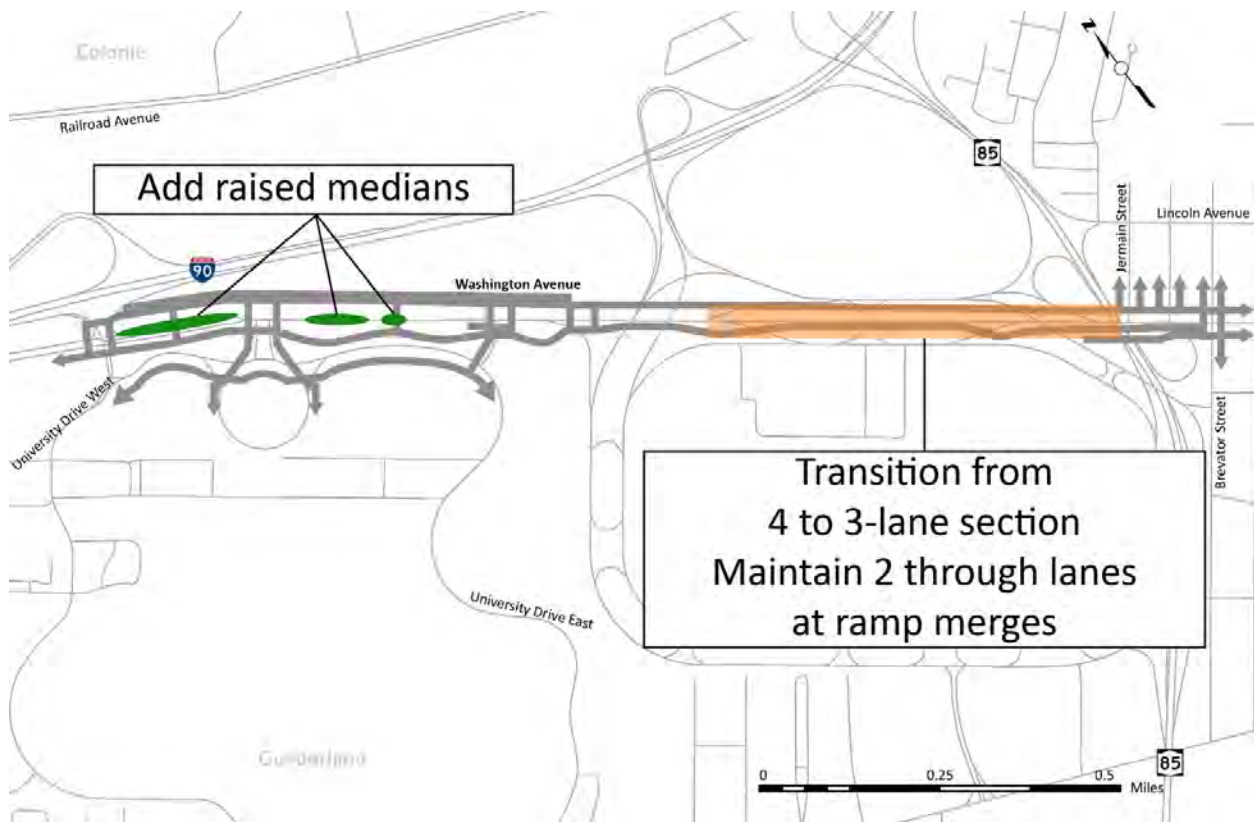 Colonie
Railroad Avenue
Add raised medians
85
Jermain Street
Lincoln Avenue
90
Washington Avenue
University Drive West
Brevator Street
Transition from
4 to 3-lane section
Maintain 2 through lanes
at ramp merges
University Drive East
Guilderland
85
0
0.25
0.5
Miles
N